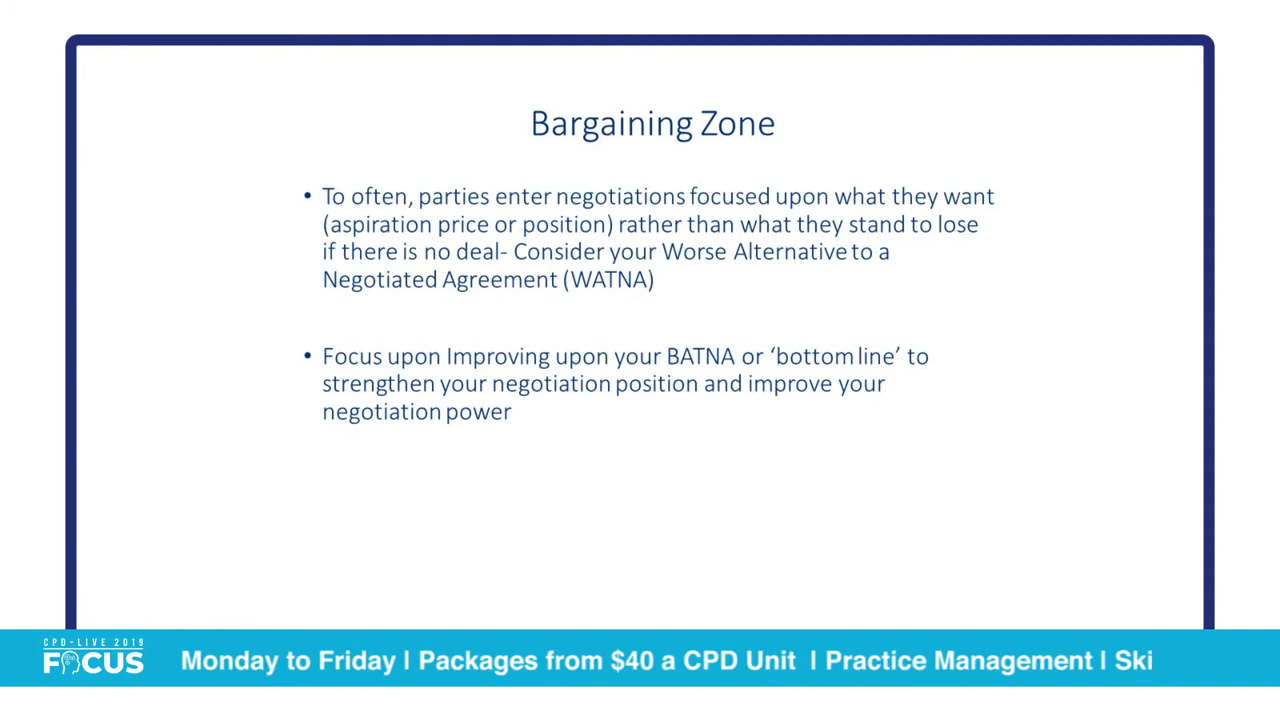 Bargaining Zone
• To often, parties enter negotiations focused upon what they want
(aspiration price or position) rather than what they stand to lose
if there is no deal- Consider your Worse Alternative to a
Negotiated Agreement (WATNA)
• Focus upon Improving upon your BATNA or ‘bottom line’ to
strengthen your negotiation position and improve your
negotiation power
CPD-LIVE 2019
FOCUS
Monday to Friday | Packages from $40 a CPD Unit | Practice Management | Ski